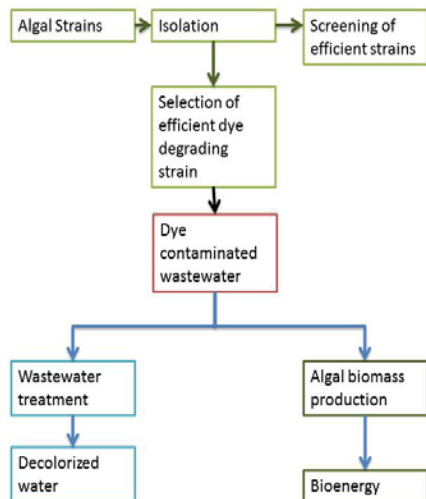 Algal Strains
Isolation
Screening of
efficient strains
Selection of
efficient dye
degrading
strain
Dye
contaminated
wastewater
Wastewater
treatment
Algal biomass
production
Decolorized
water
Bioenergy